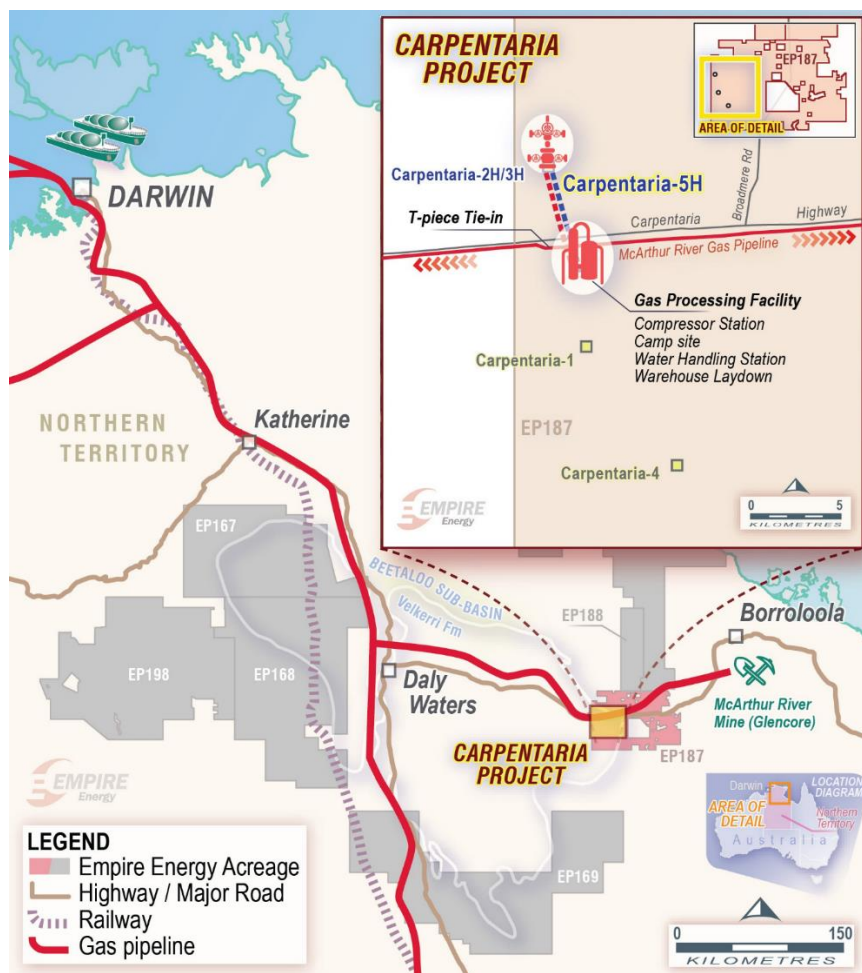 CARPENTARIA
PROJECT
EP187
AREA OF DETAIL
Carpentaria-2H/3H
Carpentaria-5H
Broadmere Rd
T-piece Tie-in
Carpentaria
Highway
McArthur River Gas Pipeline
Gas Processing Facility
Compressor Station
Camp site
Water Handling Station
Warehouse Laydown
Carpentaria-1
EP187
Carpentaria-4
EMPIRE
Energy
0 5
KILOMETRES
DARWIN
NORTHERN
TERRITORY
Katherine
EP167
BEETALOO SUB-BASIN
Velkerri Fm
EP188
Borroloola
EP198
EP168
Daly
Waters
McArthur River
Mine (Glencore)
CARPENTARIA
PROJECT
EP187
EMPIRE
Energy
Darwin
LOCATION
DIAGRAM
AREA OF
DETAIL
Northern
Territory
Australia
LEGEND
Empire Energy Acreage
Highway / Major Road
Railway
Gas pipeline
EP169
0 150
KILOMETRES